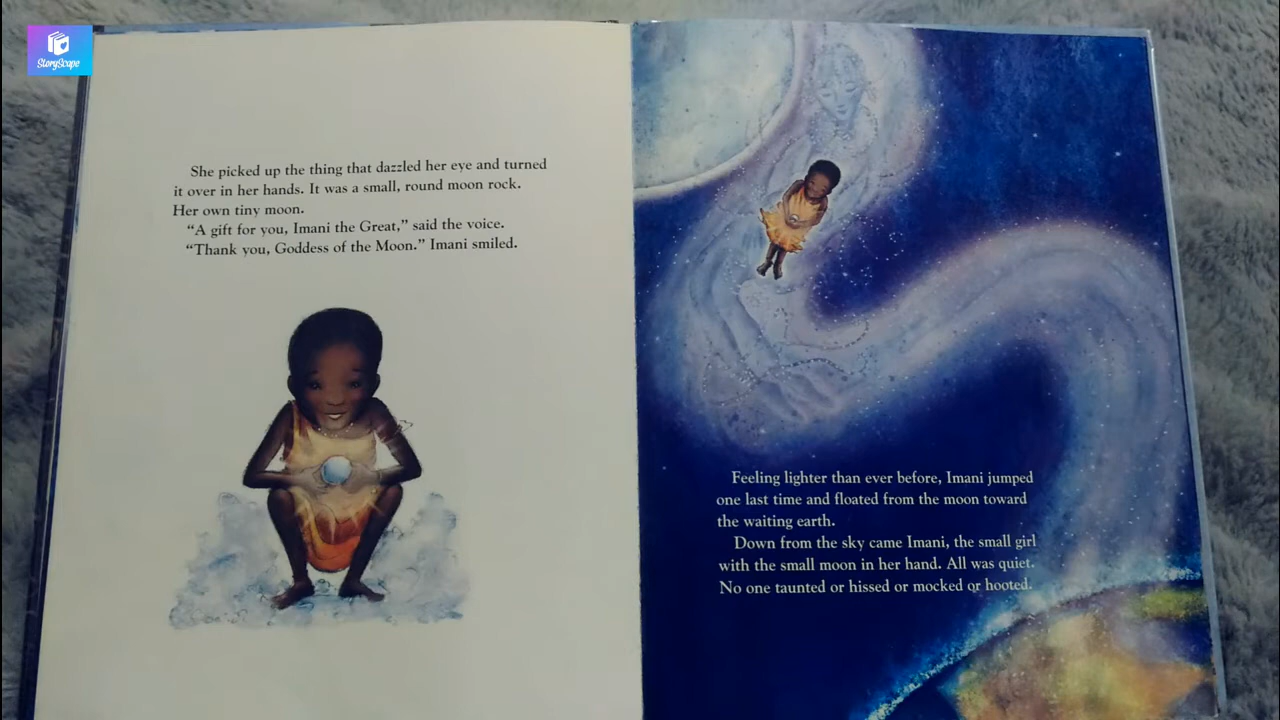 StoryScape
She picked up the thing that dazzled her eye and turned
it over in her hands. It was a small, round moon rock.
Her own tiny moon.
“A gift for you, Imani the Great,” said the voice.
“Thank you, Goddess of the Moon.” Imani smiled.
Feeling lighter than ever before, Imani jumped
one last time and floated from the moon toward
the waiting earth.
Down from the sky came Imani, the small girl
with the small moon in her hand. All was quiet.
No one taunted or hissed or mocked or hooted.